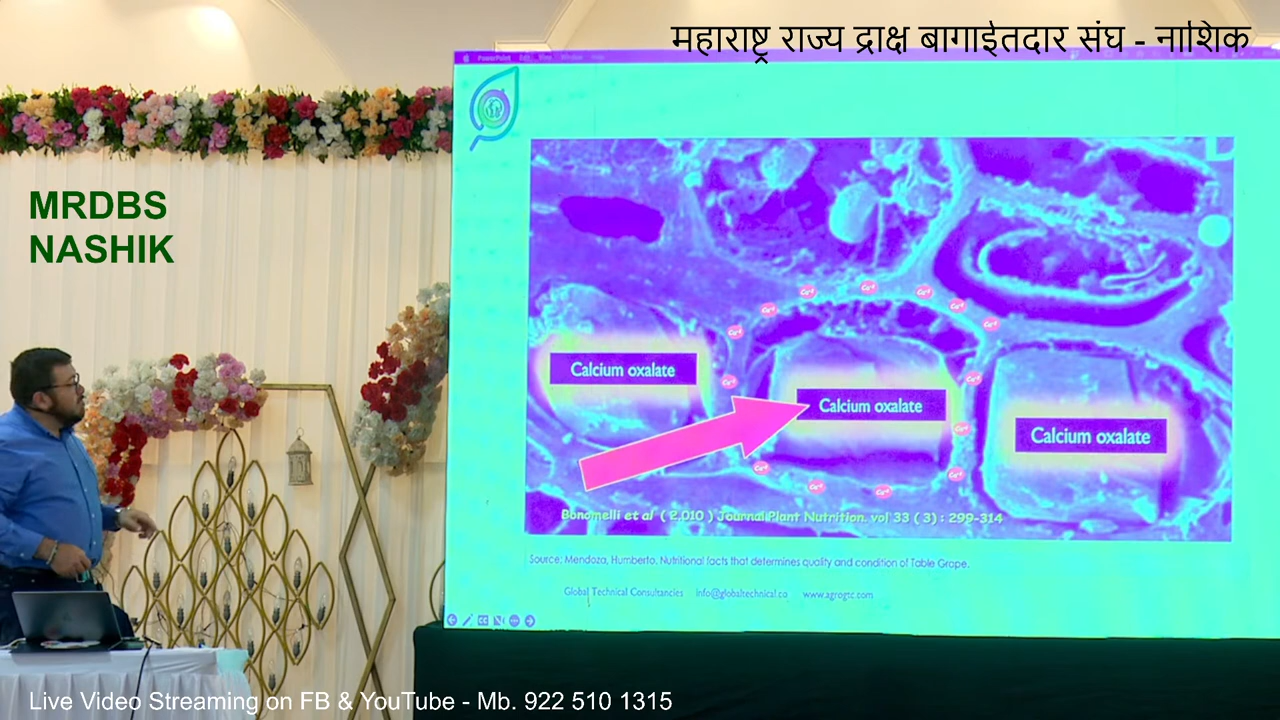 महाराष्ट्र राज्य द्राक्ष बागाईतदार संघ - नाशिक
PowerPoint
MRDBS
NASHIK
Calcium oxalate
Calcium oxalate
Calcium oxalate
Bonomelli et al ( 2.010 ) Journal Plant Nutrition. vol 33 ( 3 ) : 299-314
Source: Mendoza, Humberto. Nutritional facts that determines quality and condition of Table Grape.
Global Technical Consultancies info@globaltechnical.co www.agrogtc.com
Live Video Streaming on FB & YouTube - Mb. 922 510 1315